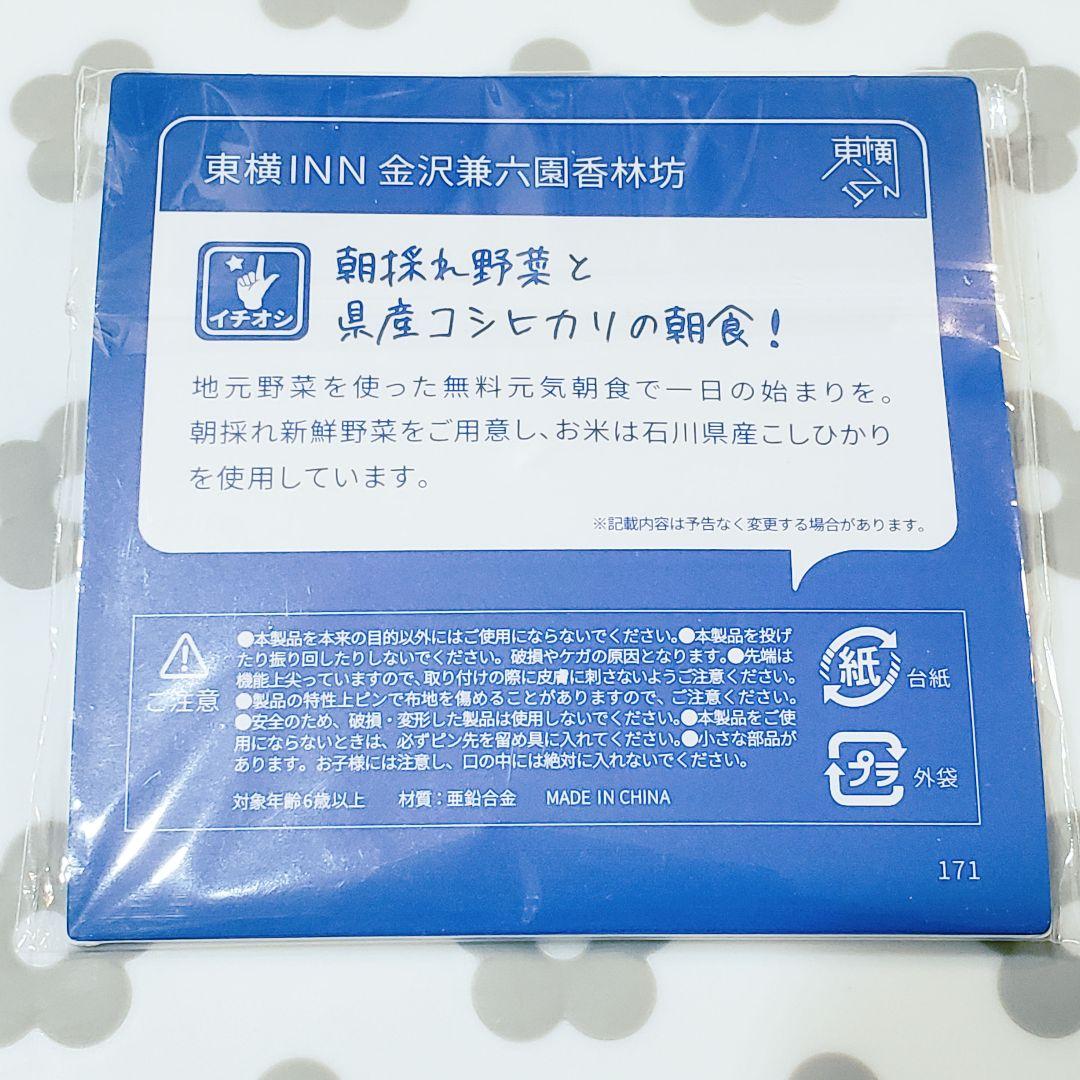 東横INN 金沢兼六園香林坊
東横
INN
イチオシ
朝採れ野菜と
県産コシヒカリの朝食！
地元野菜を使った無料元気朝食で一日の始まりを。
朝採れ新鮮野菜をご用意し、お米は石川県産こしひかり
を使用しています。
※記載内容は予告なく変更する場合があります。
ご注意
●本製品を本来の目的以外にはご使用にならないでください。●本製品を投げ
たり振り回したりしないでください。破損やケガの原因となります。●先端は
機能上尖っていますので、取り付けの際に皮膚に刺さないようご注意ください。
●製品の特性上ピンで布地を傷めることがありますので、ご注意ください。
●安全のため、破損・変形した製品は使用しないでください。●本製品をご使
用にならないときは、必ずピン先を留め具に入れてください。●小さな部品が
あります。お子様には注意し、口の中には絶対に入れないでください。
対象年齢6歳以上 材質：亜鉛合金 MADE IN CHINA
紙 台紙
プラ 外袋
171